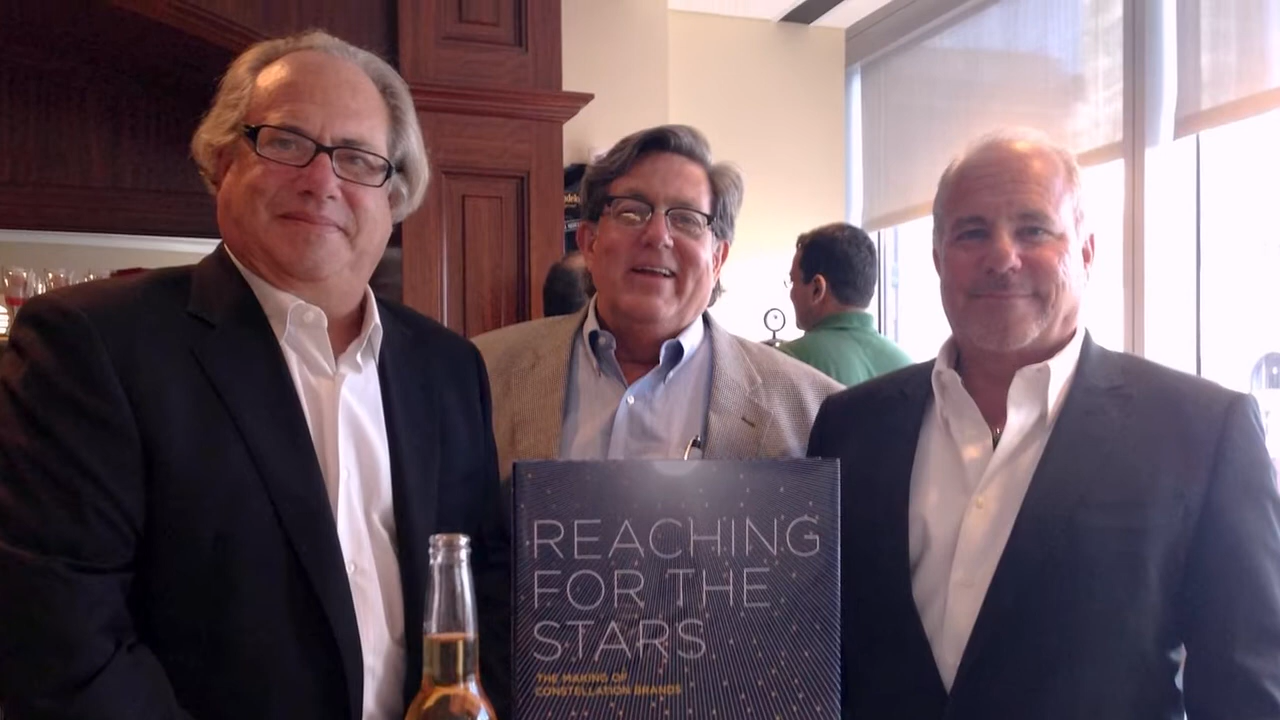 REACHING
FOR THE
STARS
THE MAKING OF
CONSTELLATION BRANDS